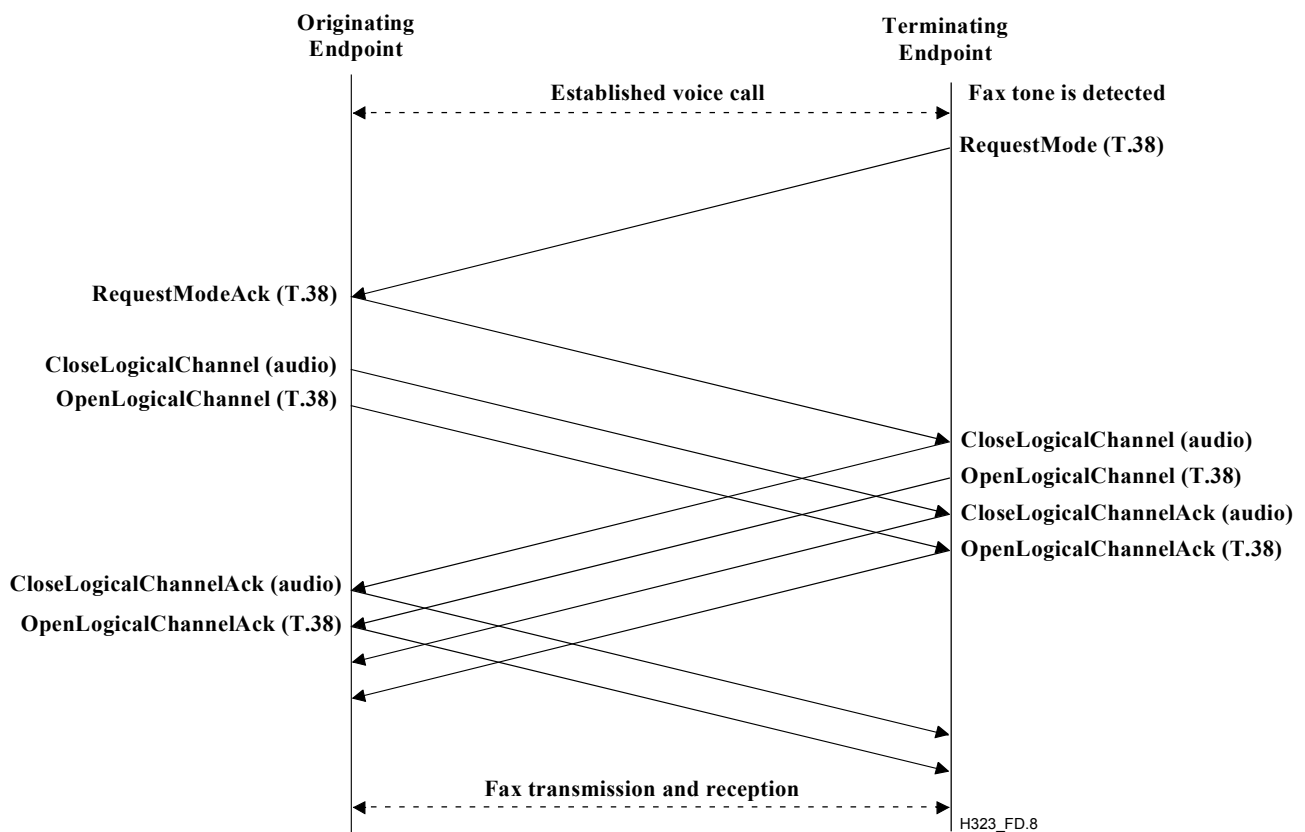 Originating
Endpoint
Terminating
Endpoint
Established voice call
Fax tone is detected
RequestMode (T.38)
RequestModeAck (T.38)
CloseLogicalChannel (audio)
OpenLogicalChannel (T.38)
CloseLogicalChannel (audio)
OpenLogicalChannel (T.38)
CloseLogicalChannelAck (audio)
OpenLogicalChannelAck (T.38)
CloseLogicalChannelAck (audio)
OpenLogicalChannelAck (T.38)
Fax transmission and reception
H323_FD.8